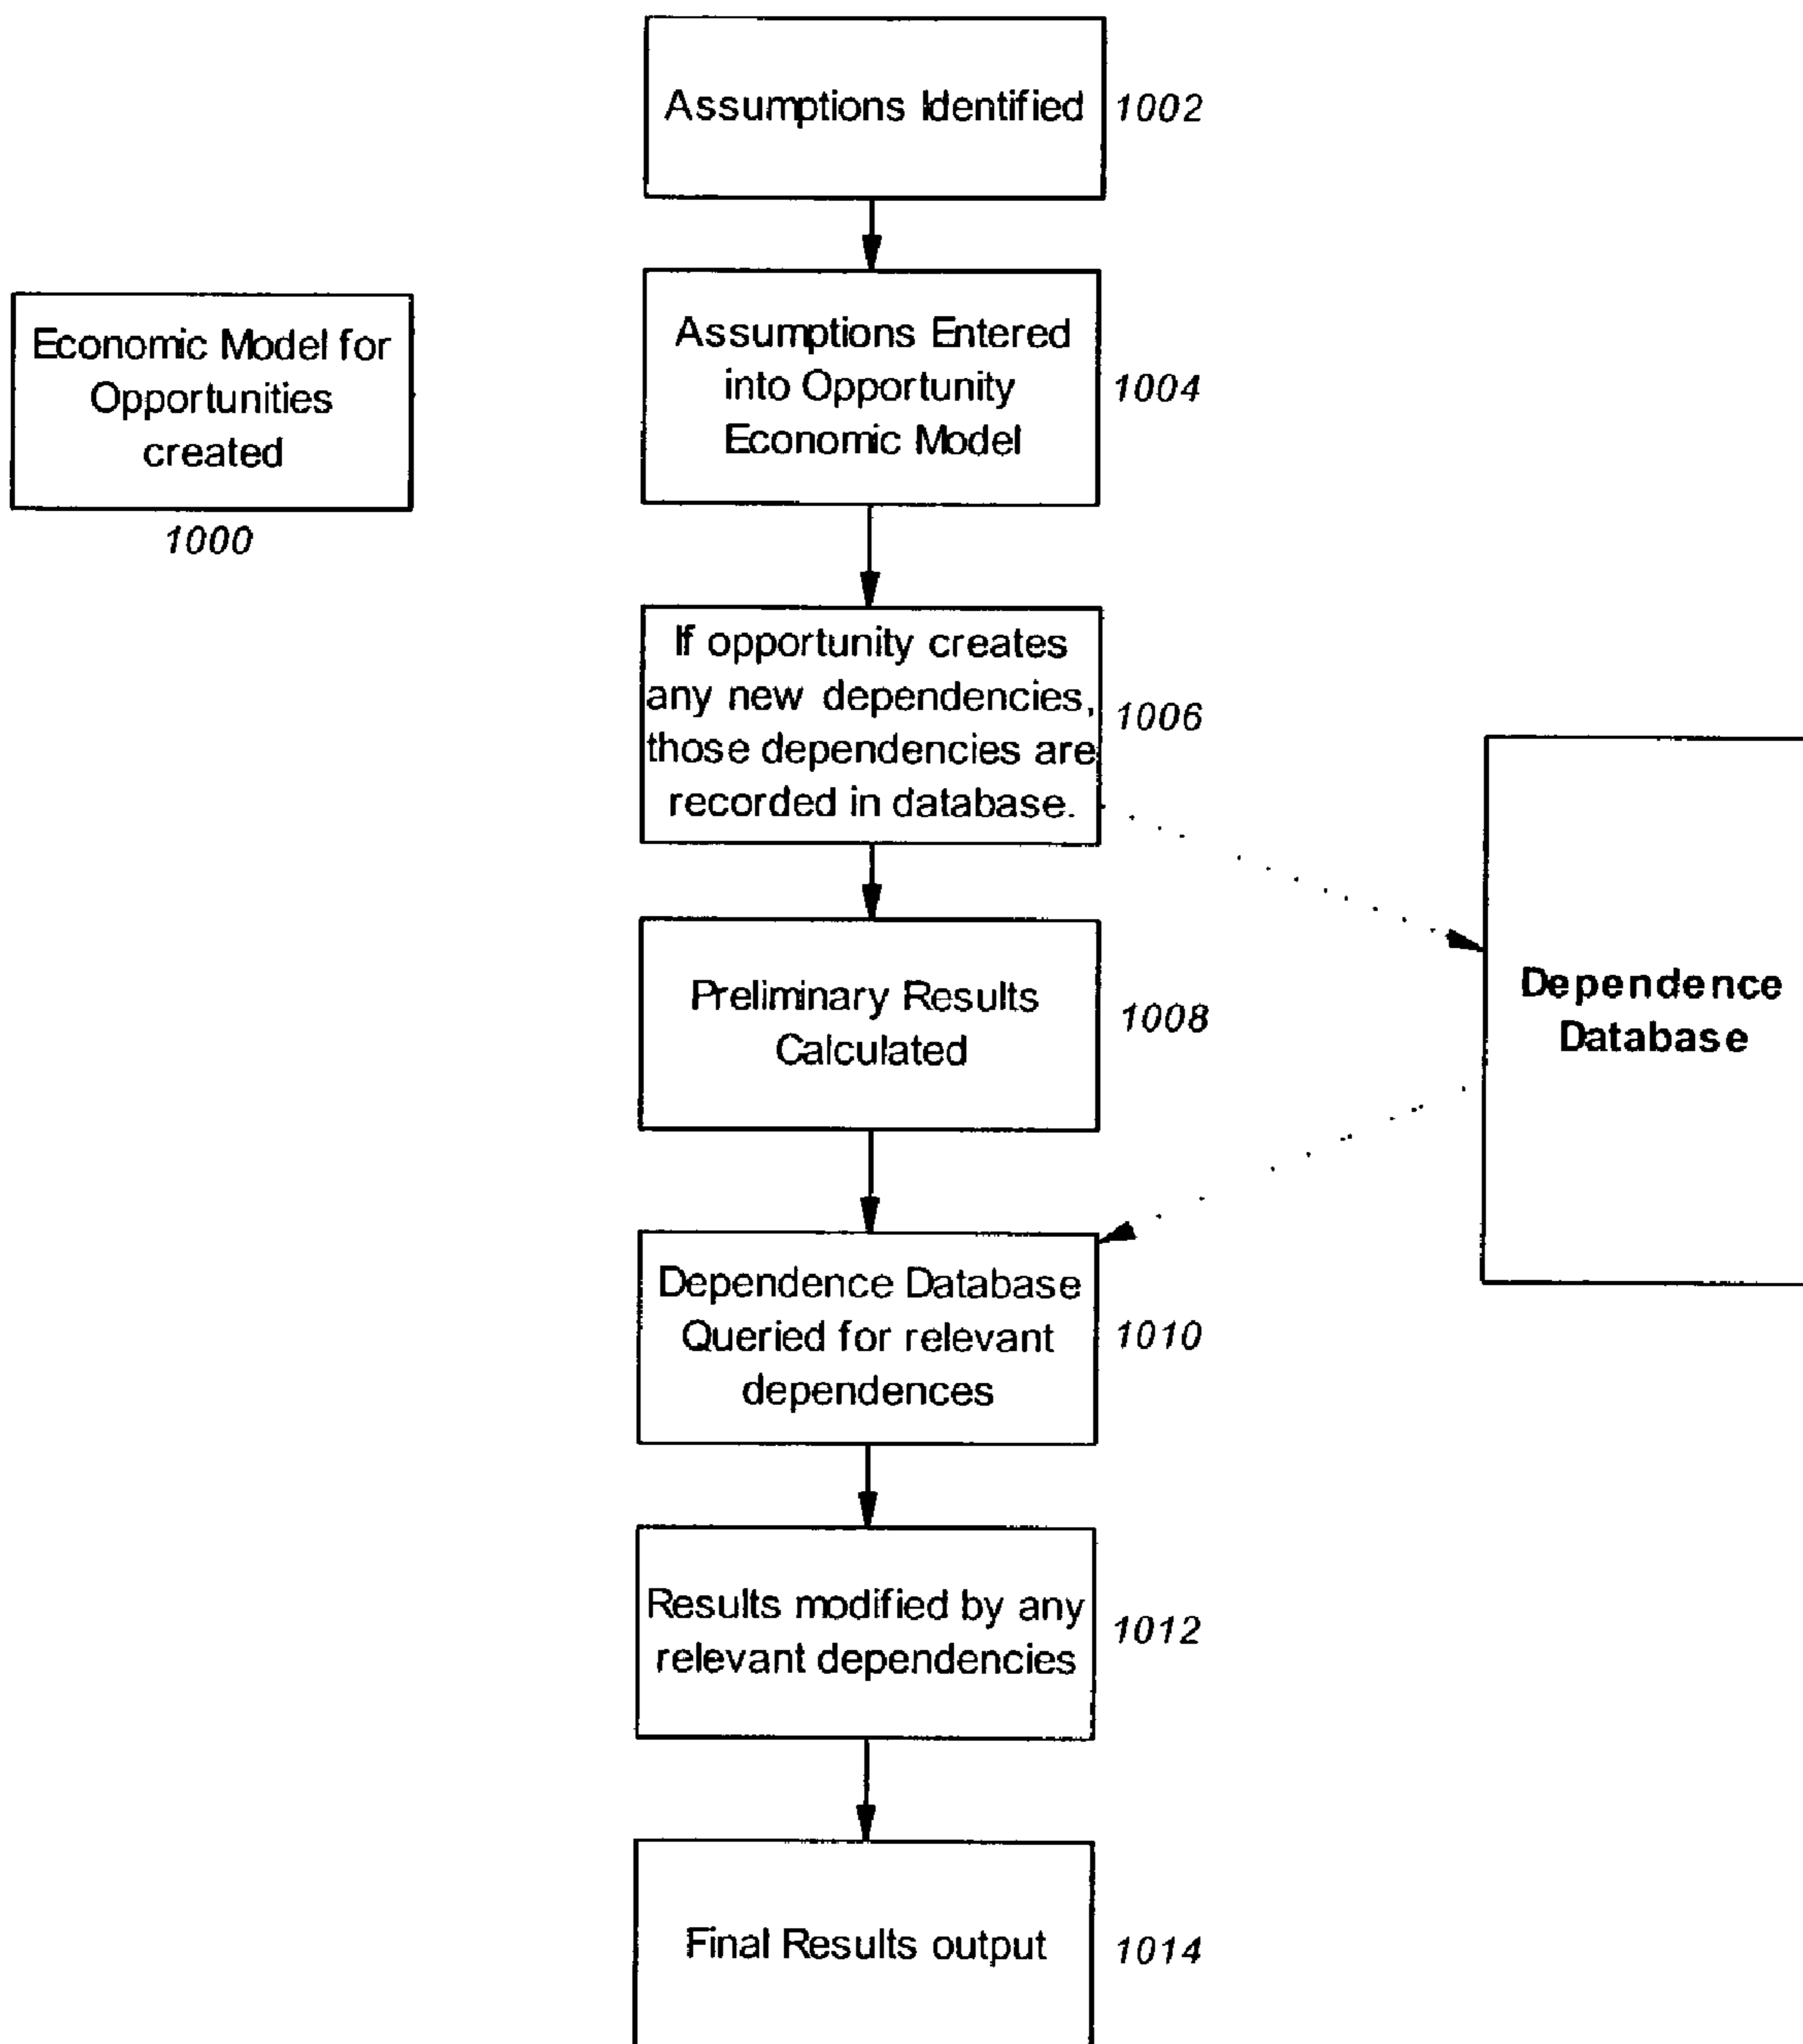 Assumptions Identified
1002
Economic Model for
Opportunities
created
1000
Assumptions Entered
into Opportunity
Economic Model
1004
If opportunity creates
any new dependencies,
those dependencies are
recorded in database.
1006
Preliminary Results
Calculated
1008
Dependence
Database
Dependence Database
Queried for relevant
dependences
1010
Results modified by any
relevant dependencies
1012
Final Results output
1014